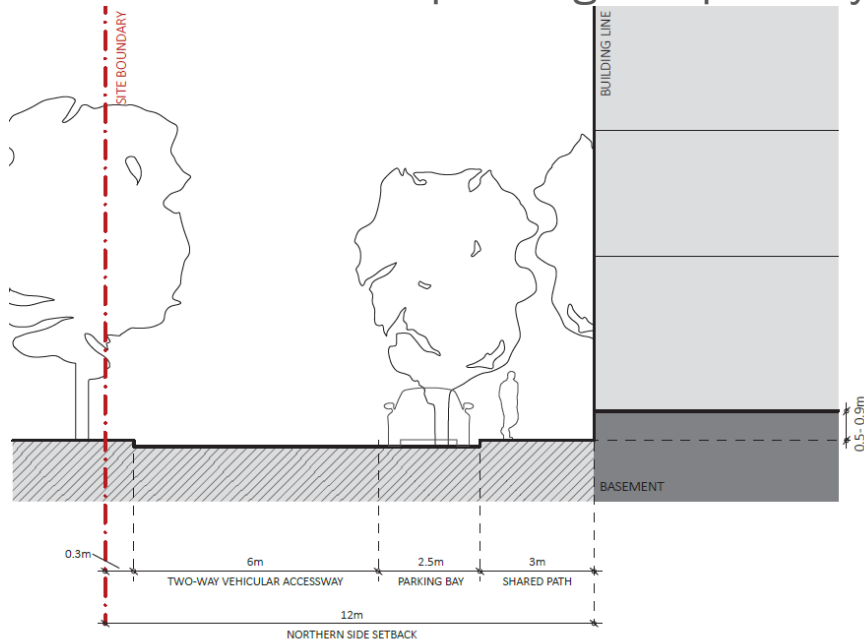 SITE BOUNDARY
BUILDING LINE
0.5- 0.9m
BASEMENT
0.3m
6m
2.5m
3m
TWO-WAY VEHICULAR ACCESSWAY
PARKING BAY
SHARED PATH
12m
NORTHERN SIDE SETBACK